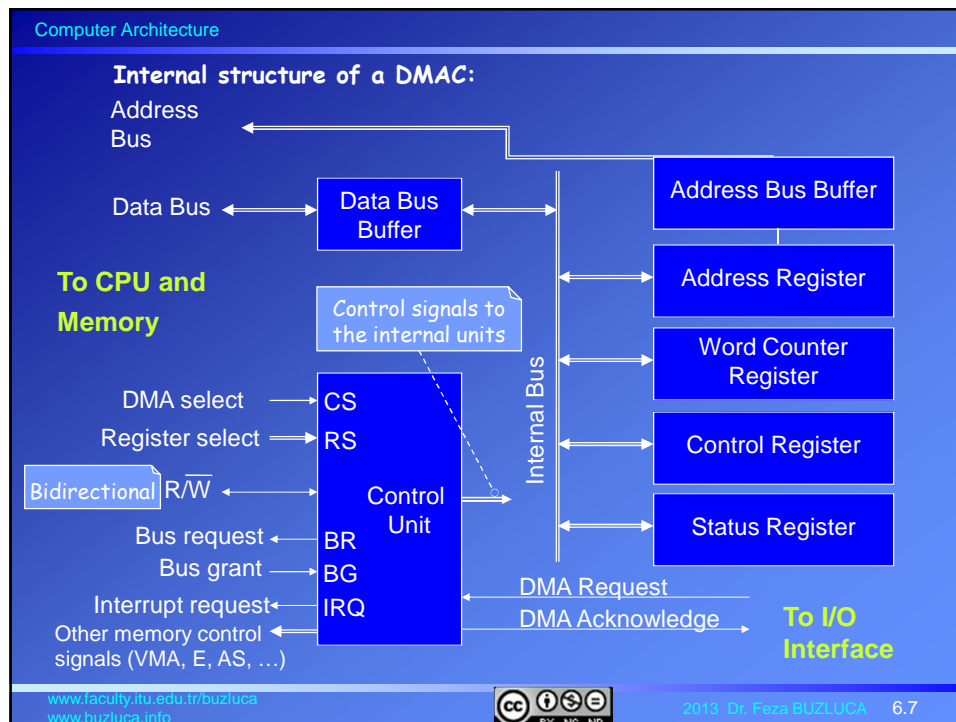 Computer Architecture
Internal structure of a DMAC:
Address
Bus
Address Bus Buffer
Data Bus
Data Bus
Buffer
Address Register
To CPU and
Memory
Control signals to
the internal units
Internal Bus
Word Counter
Register
DMA select
CS
Register select
RS
Control Register
Bidirectional
R/W̅
Control
Unit
Status Register
Bus request
BR
Bus grant
BG
DMA Request
Interrupt request
IRQ
DMA Acknowledge
Other memory control
signals (VMA, E, AS, …)
To I/O
Interface
www.faculty.itu.edu.tr/buzluca
www.buzluca.info
cc
BY NC ND
2013 Dr. Feza BUZLUCA
6.7